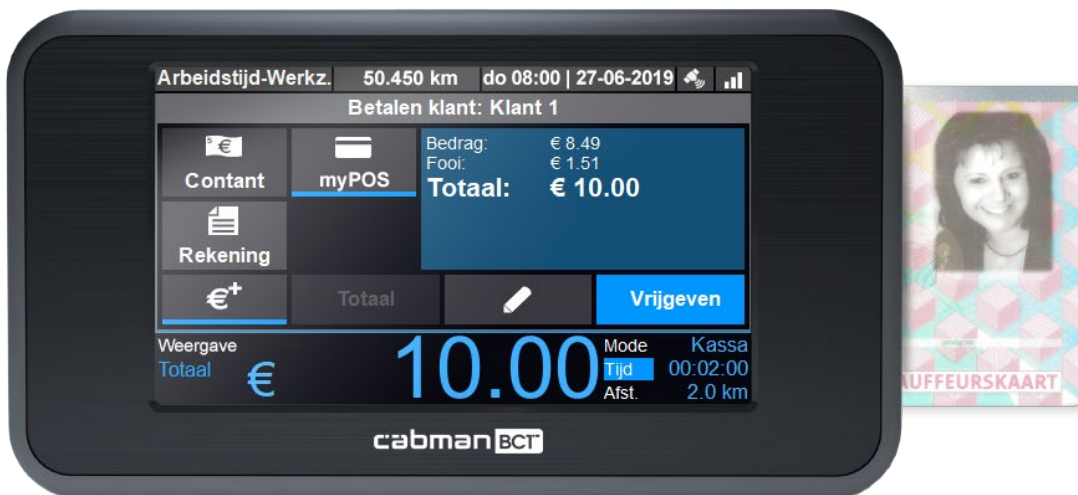 Arbeidstijd-Werkz. 50.450 km do 08:00 | 27-06-2019
Betalen klant: Klant 1
Contant
myPOS
Bedrag: € 8.49
Fooi: € 1.51
Totaal: € 10.00
Rekening
€+
Totaal
Vrijgeven
Weergave
Totaal
€ 10.00
Mode Kassa
Tijd 00:02:00
Afst. 2.0 km
cabman BCT
AUFFEURSKAART